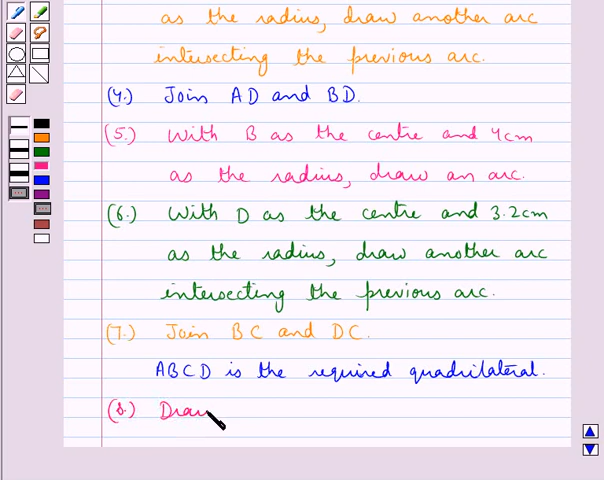 as the radius, draw another arc
intersecting the previous arc.
(4.) Join AD and BD.
(5.) With B as the centre and 4cm
as the radius, draw an arc.
(6.) With D as the centre and 3.2cm
as the radius, draw another arc
intersecting the previous arc.
(7.) Join BC and DC.
ABCD is the required quadrilateral.
(8.) Draw